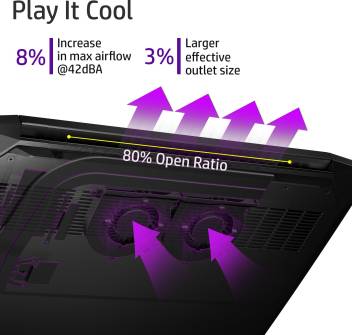 Play It Cool
8%
Increase
in max airflow
@42dBA
3%
Larger
effective
outlet size
80% Open Ratio